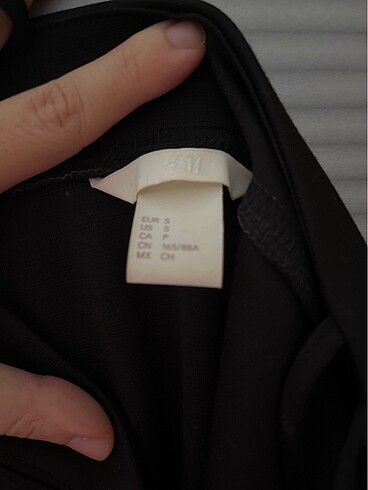 H&M
EUR S
US S
CA P
CN 165/88A
MX CH